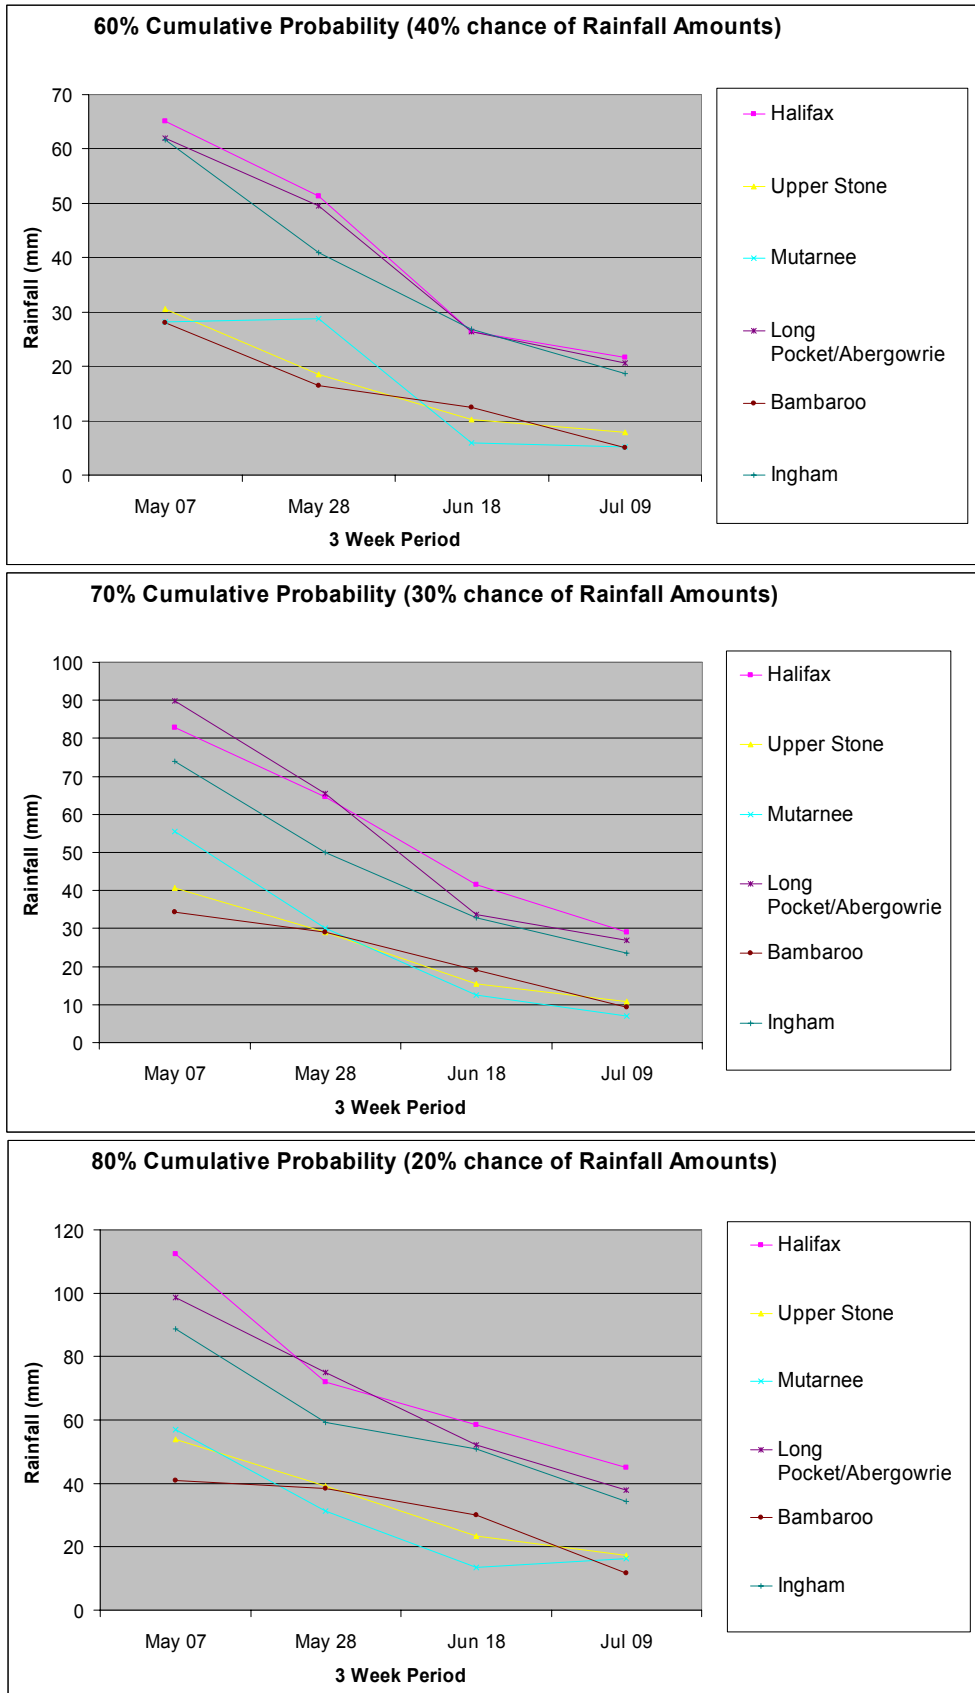 60% Cumulative Probability (40% chance of Rainfall Amounts)
70
60
50
40
30
20
10
0
Rainfall (mm)
May 07 May 28 Jun 18 Jul 09
3 Week Period
Halifax
Upper Stone
Mutarnee
Long
Pocket/Abergowrie
Bambaroo
Ingham
70% Cumulative Probability (30% chance of Rainfall Amounts)
100
90
80
70
60
50
40
30
20
10
0
Rainfall (mm)
May 07 May 28 Jun 18 Jul 09
3 Week Period
Halifax
Upper Stone
Mutarnee
Long
Pocket/Abergowrie
Bambaroo
Ingham
80% Cumulative Probability (20% chance of Rainfall Amounts)
120
100
80
60
40
20
0
Rainfall (mm)
May 07 May 28 Jun 18 Jul 09
3 Week Period
Halifax
Upper Stone
Mutarnee
Long
Pocket/Abergowrie
Bambaroo
Ingham